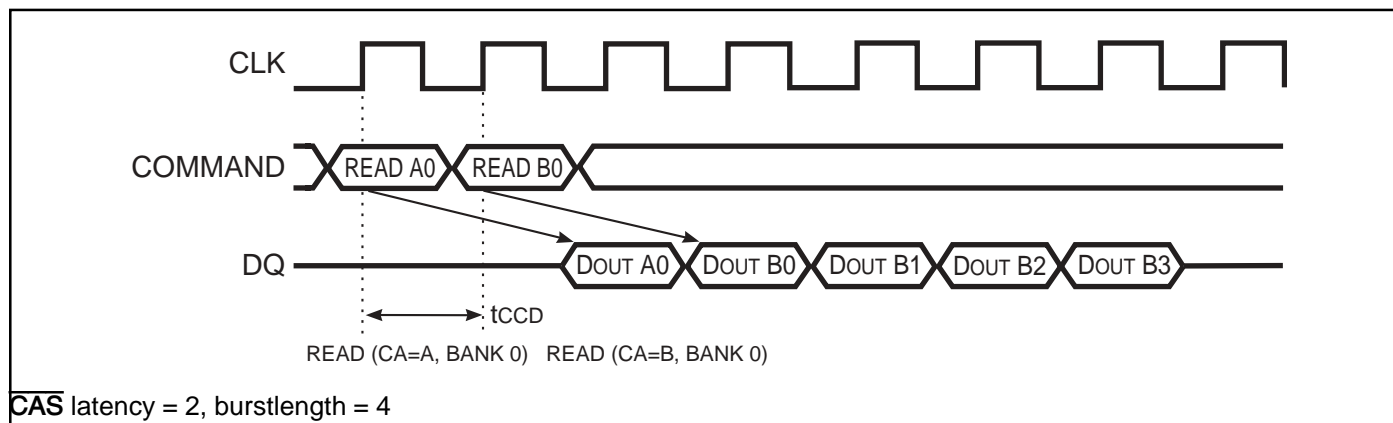 CLK
COMMAND READ A0 READ B0
DQ DOUT A0 DOUT B0 DOUT B1 DOUT B2 DOUT B3
tCCD
READ (CA=A, BANK 0) READ (CA=B, BANK 0)
CAS latency = 2, burstlength = 4